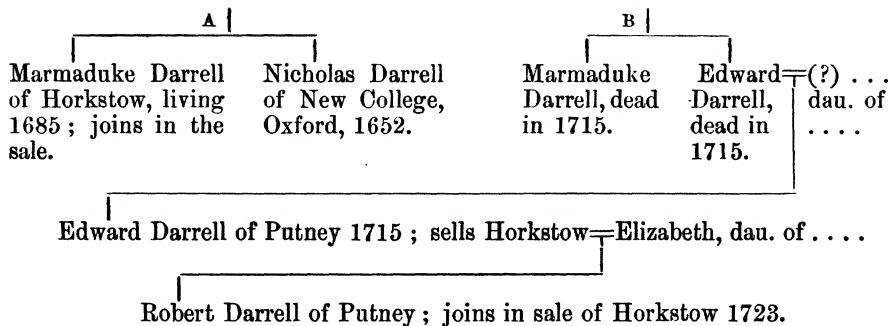 A
B
Marmaduke Darrell
of Horkstow, living
1685 ; joins in the
sale.
Nicholas Darrell
of New College,
Oxford, 1652.
Marmaduke
Darrell, dead
in 1715.
Edward
Darrell,
dead in
1715.
(?) ...
dau. of
....
Edward Darrell of Putney 1715 ; sells Horkstow=Elizabeth, dau. of ....
Robert Darrell of Putney ; joins in sale of Horkstow 1723.